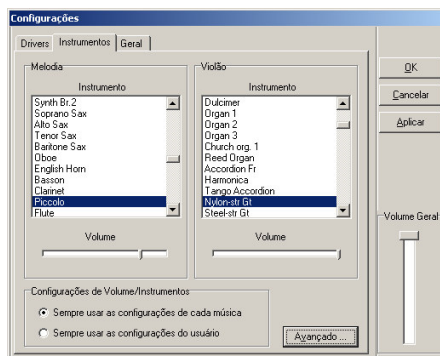 Configurações
Drivers
Instrumentos
Geral
Melodia
Instrumento
Synth Br.2
Soprano Sax
Alto Sax
Tenor Sax
Baritone Sax
Oboe
English Horn
Basson
Clarinet
Piccolo
Flute
Volume
Violão
Instrumento
Dulcimer
Organ 1
Organ 2
Organ 3
Church org. 1
Reed Organ
Accordion Fr
Harmonica
Tango Accordion
Nylon-str Gt
Steel-str Gt
Volume
Configurações de Volume/Instrumentos
Sempre usar as configurações de cada música
Sempre usar as configurações do usuário
Avançado ...
OK
Cancelar
Aplicar
Volume Geral